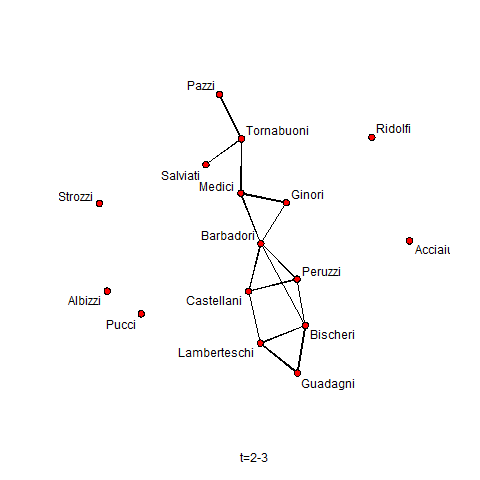 Pazzi
Tornabuoni
Ridolfi
Salviati
Medici
Strozzi
Ginori
Barbadori
Acciaiu
Peruzzi
Albizzi
Castellani
Pucci
Bischeri
Lamberteschi
Guadagni
t=2-3